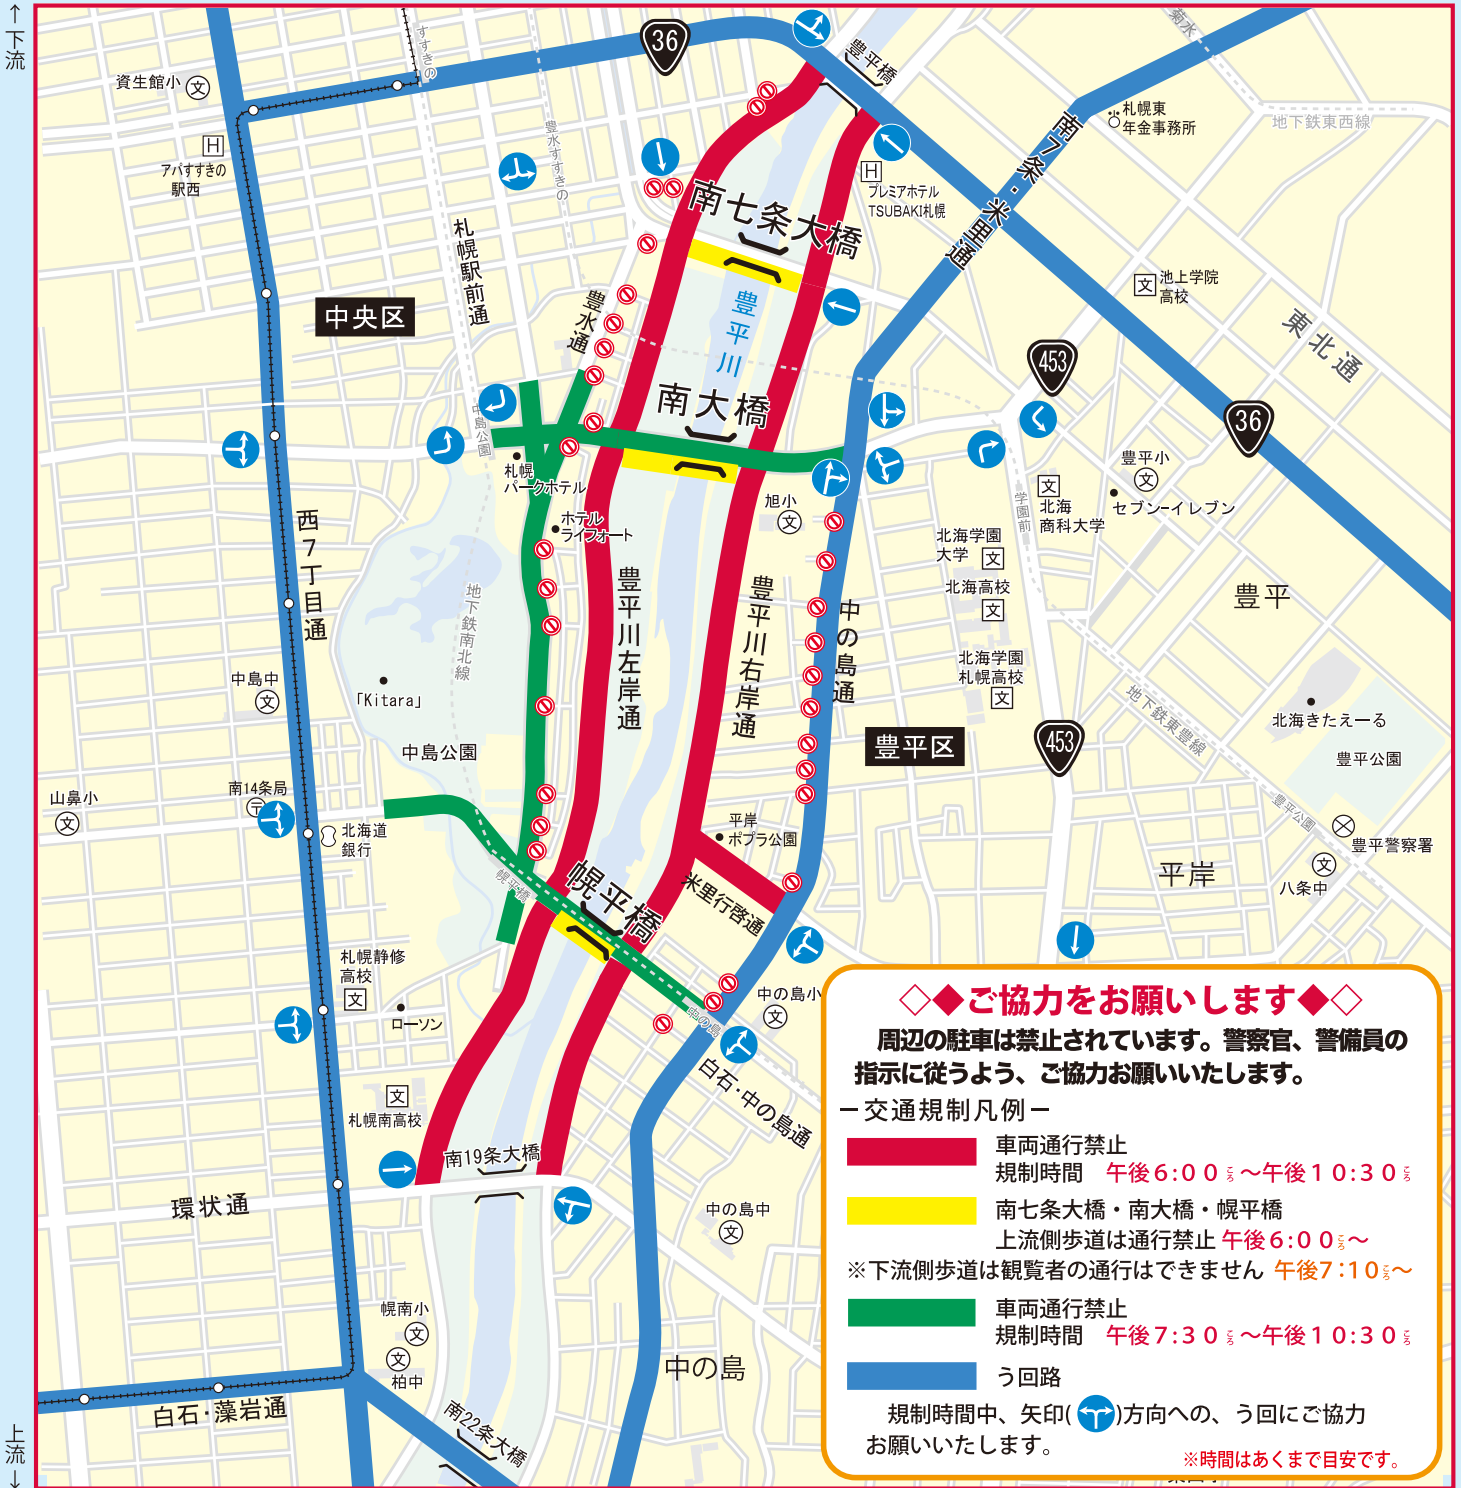 ↑下流
36
豊平橋
菊水
すすきの
資生館小
文
H
アパすすきの
駅西
豊水すすきの
札幌東
年金事務所
地下鉄東西線
南7条・米里通
H
プレミアホテル
TSUBAKI札幌
南七条大橋
札幌駅前通
池上学院
高校
文
中央区
豊水通
豊平川
東北通
453
36
南大橋
中島公園
札幌
パークホテル
ホテル
ライフォート
旭小
文
豊平小
文
セブン-イレブン
文
北海
商科大学
学園前
北海学園
大学
文
北海高校
文
北海学園
札幌高校
文
豊平
西7丁目通
地下鉄南北線
豊平川左岸通
豊平川右岸通
中の島通
中島中
文
「Kitara」
中島公園
豊平区
453
地下鉄東豊線
北海きたえーる
豊平公園
豊平公園
豊平警察署
文
八条中
平岸
南14条局
山鼻小
文
北海道
銀行
平岸
ポプラ公園
米里行啓通
幌平橋
幌平橋
札幌静修
高校
文
ローソン
中の島小
文
中の島
白石・中の島通
文
札幌南高校
南19条大橋
環状通
中の島中
文
幌南小
文
文
柏中
中の島
白石・藻岩通
南22条大橋
上流↓
◇◆ご協力をお願いします◆◇
周辺の駐車は禁止されています。警察官、警備員の
指示に従うよう、ご協力お願いいたします。
−交通規制凡例−
車両通行禁止
規制時間 午後6:00ころ〜午後10:30ころ
南七条大橋・南大橋・幌平橋
上流側歩道は通行禁止 午後6:00ころ〜
※下流側歩道は観覧者の通行はできません 午後7:10ころ〜
車両通行禁止
規制時間 午後7:30ころ〜午後10:30ころ
う回路
規制時間中、矢印( )方向への、う回にご協力
お願いいたします。
※時間はあくまで目安です。